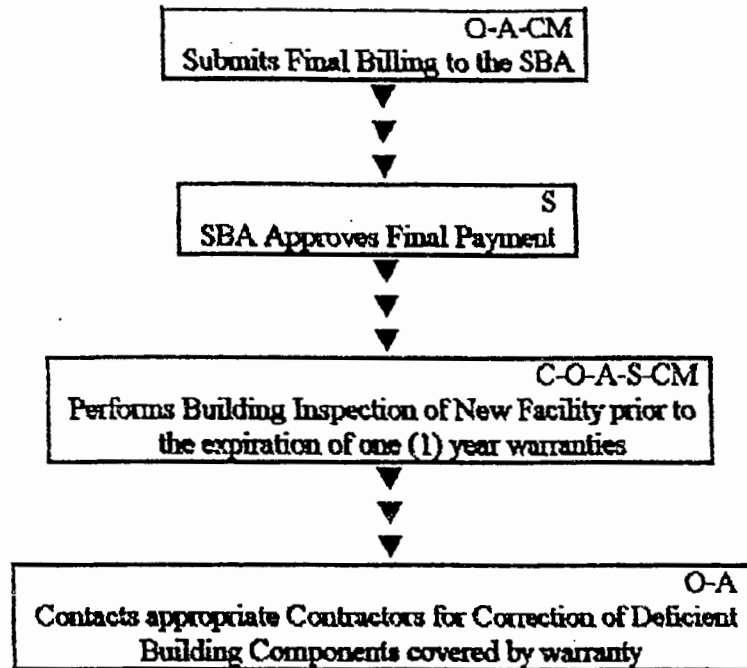 O-A-CM
Submits Final Billing to the SBA
S
SBA Approves Final Payment
C-O-A-S-CM
Performs Building Inspection of New Facility prior to
the expiration of one (1) year warranties
O-A
Contacts appropriate Contractors for Correction of Deficient
Building Components covered by warranty